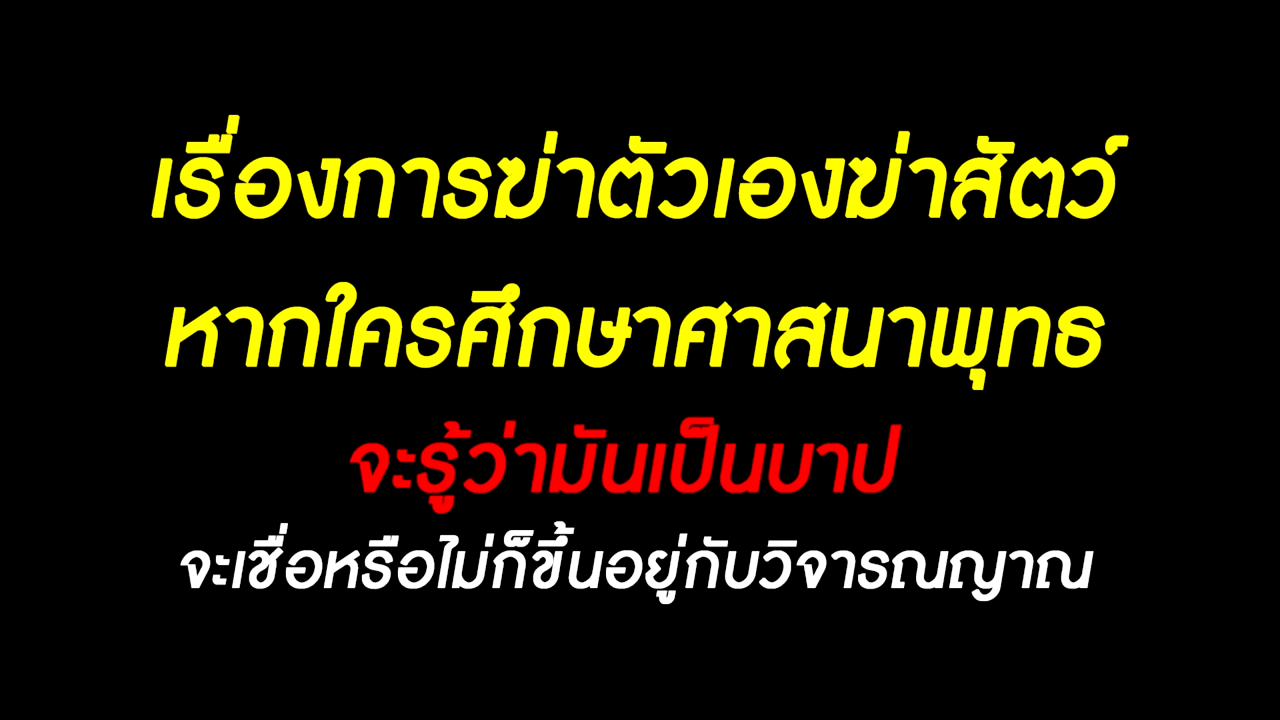 เรื่องการฆ่าตัวเองฆ่าสัตว์
หากใครศึกษาศาสนาพุทธ
จะรู้ว่ามันเป็นบาป
จะเชื่อหรือไม่ก็ขึ้นอยู่กับวิจารณญาณ